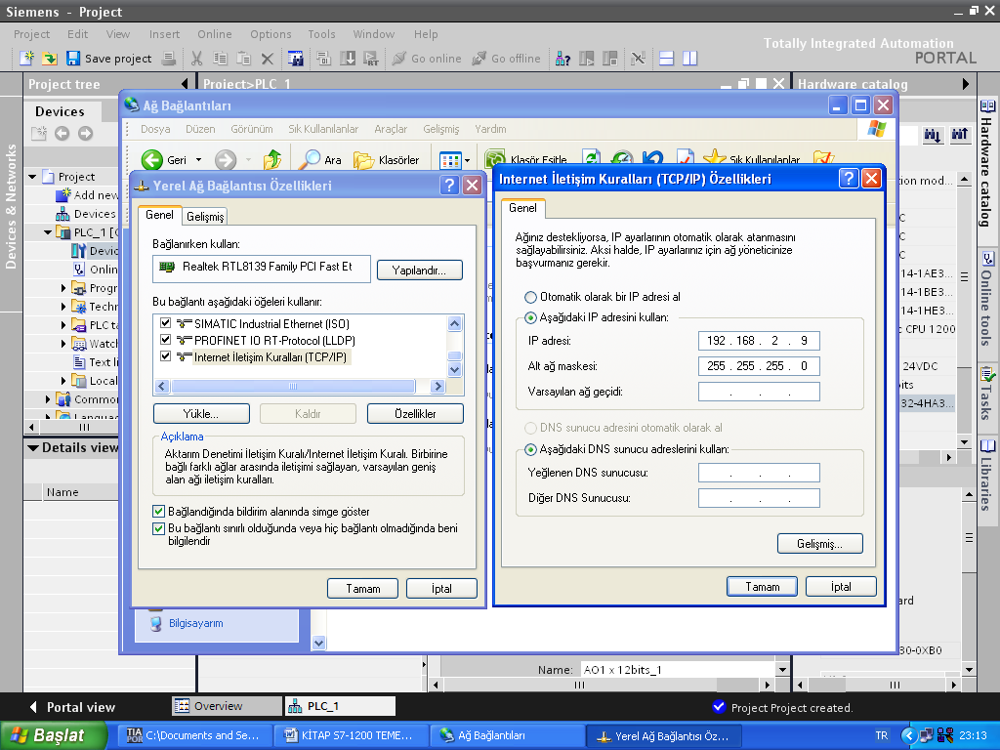 Siemens - Project
Project Edit View Insert Online Options Tools Window Help
Totally Integrated Automation
PORTAL
Save project
Go online
Go offline
Project tree
Project>PLC_1
Hardware catalog
Devices
Devices & Networks
Project
Add new
Devices
PLC_1 [C
Devic
Onlin
Progr
Techn
PLC ta
Watch
Text li
Local
Common
Languag
Details view
Name
Ağ Bağlantıları
Dosya Düzen Görünüm Sık Kullanılanlar Araçlar Gelişmiş Yardım
Geri
Ara
Klasörler
Klasör Eşitle
Sık Kullanılanlar
Yerel Ağ Bağlantısı Özellikleri
Genel
Gelişmiş
Bağlanırken kullan:
Realtek RTL8139 Family PCI Fast Et
Yapılandır...
Bu bağlantı aşağıdaki öğeleri kullanır:
SIMATIC Industrial Ethernet (ISO)
PROFINET IO RT-Protocol (LLDP)
Internet İletişim Kuralları (TCP/IP)
Yükle...
Kaldır
Özellikler
Açıklama
Aktarım Denetimi İletişim Kuralı/Internet İletişim Kuralı. Birbirine
bağlı farklı ağlar arasında iletişimi sağlayan, varsayılan geniş
alan ağı iletişim kuralları.
Bağlandığında bildirim alanında simge göster
Bu bağlantı sınırlı olduğunda veya hiç bağlantı olmadığında beni
bilgilendir
Tamam
İptal
Bilgisayarım
Internet İletişim Kuralları (TCP/IP) Özellikleri
Genel
Ağınız destekliyorsa, IP ayarlarının otomatik olarak atanmasını
sağlayabilirsiniz. Aksi halde, IP ayarlarınız için ağ yöneticinize
başvurmanız gerekir.
Otomatik olarak bir IP adresi al
Aşağıdaki IP adresini kullan:
IP adresi: 192 . 168 . 2 . 9
Alt ağ maskesi: 255 . 255 . 255 . 0
Varsayılan ağ geçidi: . . .
DNS sunucu adresini otomatik olarak al
Aşağıdaki DNS sunucu adreslerini kullan:
Yeğlenen DNS sunucusu: . . .
Diğer DNS Sunucusu: . . .
Gelişmiş...
Tamam
İptal
tion mod...
14-1AE3...
14-1BE3...
14-1HE3...
CPU 1200
24VDC
its
32-4HA3...
ard
30-0XB0
Hardware catalog
Online tools
Tasks
Libraries
Name: AO1 x 12bits_1
Portal view
Overview
PLC_1
Project Project created.
Başlat
C:\Documents and Se...
KİTAP S7-1200 TEME...
Ağ Bağlantıları
Yerel Ağ Bağlantısı Öz...
TR
23:13